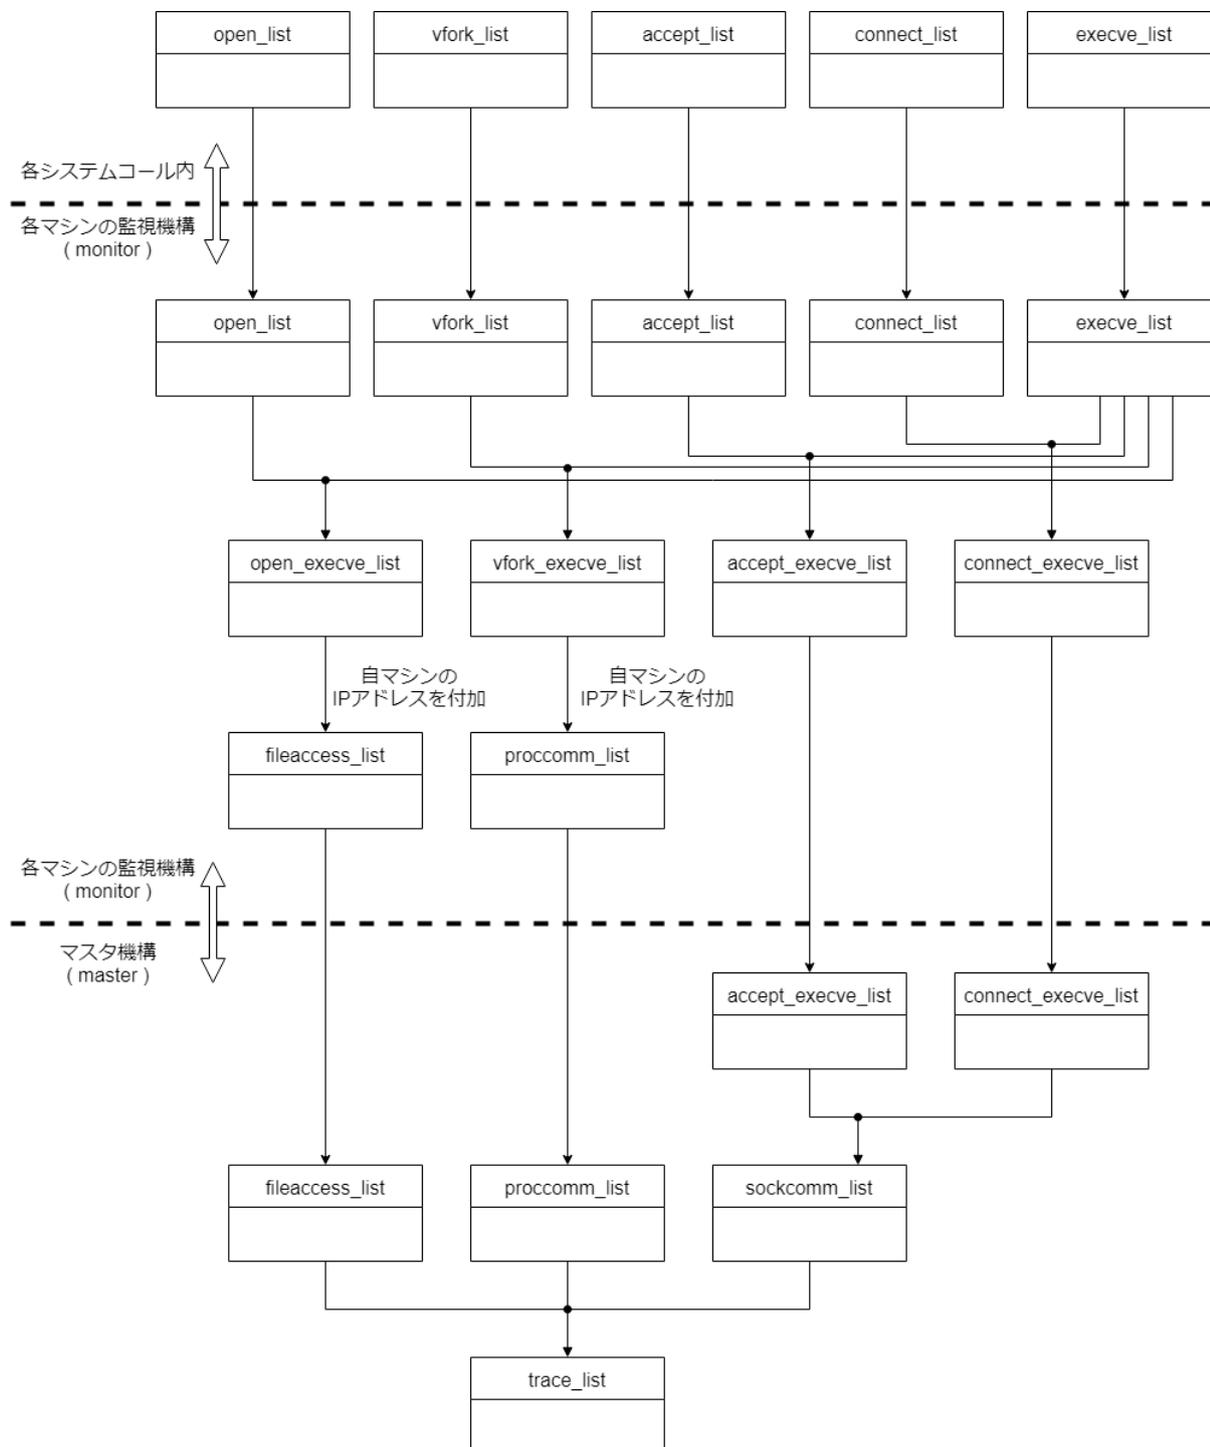 open_list
vfork_list
accept_list
connect_list
execve_list
各システムコール内
各マシンの監視機構
( monitor )
open_list
vfork_list
accept_list
connect_list
execve_list
open_execve_list
vfork_execve_list
accept_execve_list
connect_execve_list
自マシンの
IPアドレスを付加
自マシンの
IPアドレスを付加
fileaccess_list
proccomm_list
各マシンの監視機構
( monitor )
マスタ機構
( master )
accept_execve_list
connect_execve_list
fileaccess_list
proccomm_list
sockcomm_list
trace_list